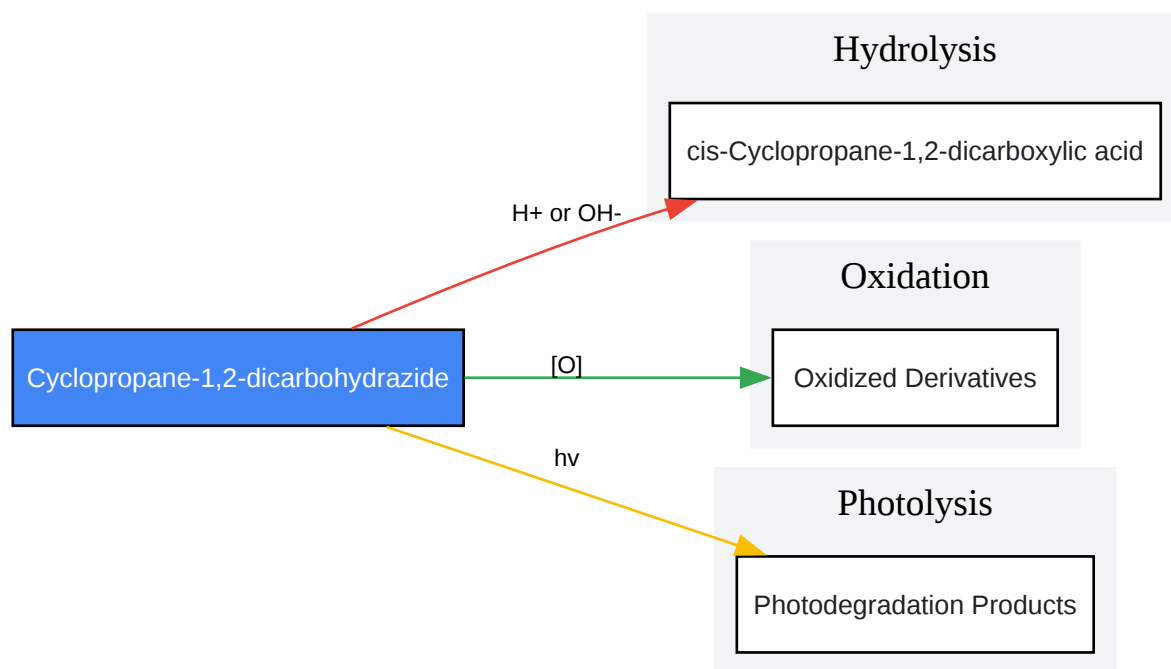 Hydrolysis
cis-Cyclopropane-1,2-dicarboxylic acid
H+ or OH-
Oxidation
Cyclopropane-1,2-dicarbohydrazide
[O]
Oxidized Derivatives
hv
Photolysis
Photodegradation Products